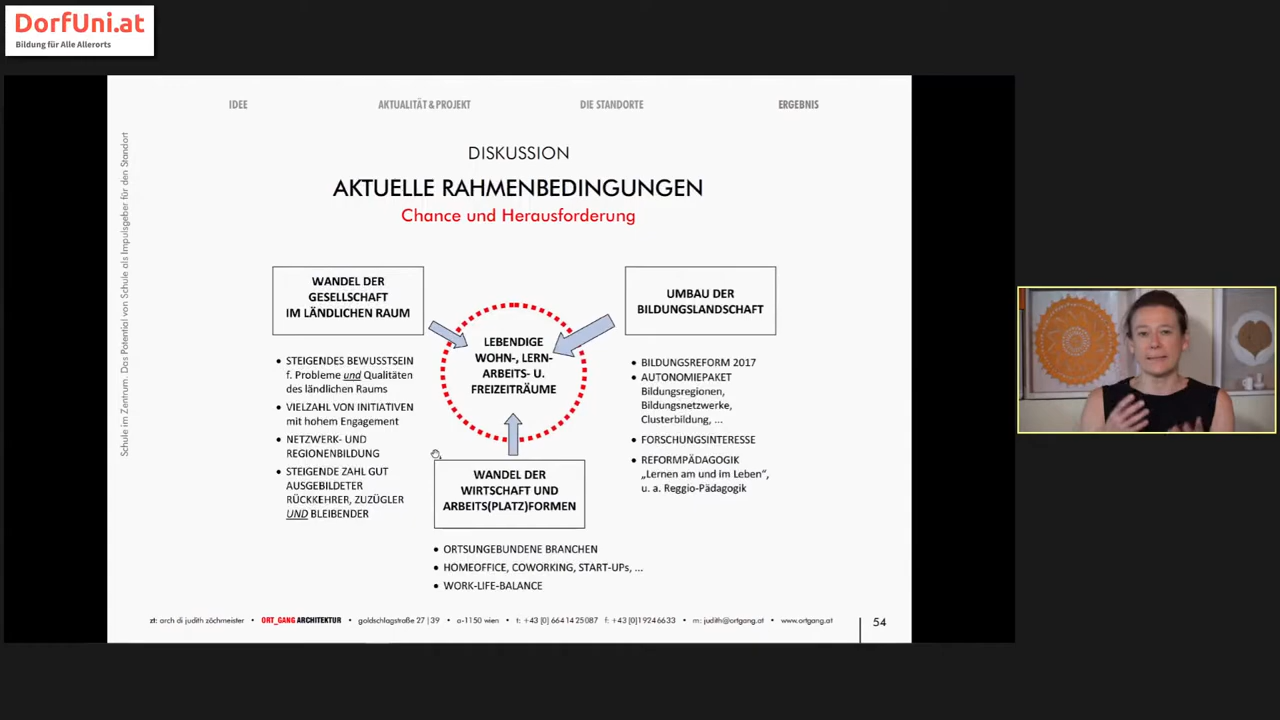 DorfUni.at
Bildung für Alle Allerorts
IDEE
AKTUALITÄT & PROJEKT
DIE STANDORTE
ERGEBNIS
Schule im Zentrum. Das Potential von Schule als Impulsgeber für den Standort
DISKUSSION
AKTUELLE RAHMENBEDINGUNGEN
Chance und Herausforderung
WANDEL DER
GESELLSCHAFT
IM LÄNDLICHEN RAUM
• STEIGENDES BEWUSSTSEIN
f. Probleme und Qualitäten
des ländlichen Raums
• VIELZAHL VON INITIATIVEN
mit hohem Engagement
• NETZWERK- UND
REGIONENBILDUNG
• STEIGENDE ZAHL GUT
AUSGEBILDETER
RÜCKKEHRER, ZUZÜGLER
UND BLEIBENDER
LEBENDIGE
WOHN-, LERN-
ARBEITS- U.
FREIZEITRÄUME
UMBAU DER
BILDUNGSLANDSCHAFT
• BILDUNGSREFORM 2017
• AUTONOMIEPAKET
Bildungsregionen,
Bildungsnetzwerke,
Clusterbildung, ...
• FORSCHUNGSINTERESSE
• REFORMPÄDAGOGIK
„Lernen am und im Leben“,
u. a. Reggio-Pädagogik
WANDEL DER
WIRTSCHAFT UND
ARBEITS(PLATZ)FORMEN
• ORTSUNGEBUNDENE BRANCHEN
• HOMEOFFICE, COWORKING, START-UPs, ...
• WORK-LIFE-BALANCE
zt: arch di judith zöchmeister • ORT_GANG ARCHITEKTUR • goldschlagstraße 27 | 39 • a-1150 wien • t: +43 [0] 664 14 25 087 f: +43 [0]1 9 24 66 33 • m: judith@ortgang.at • www.ortgang.at
54